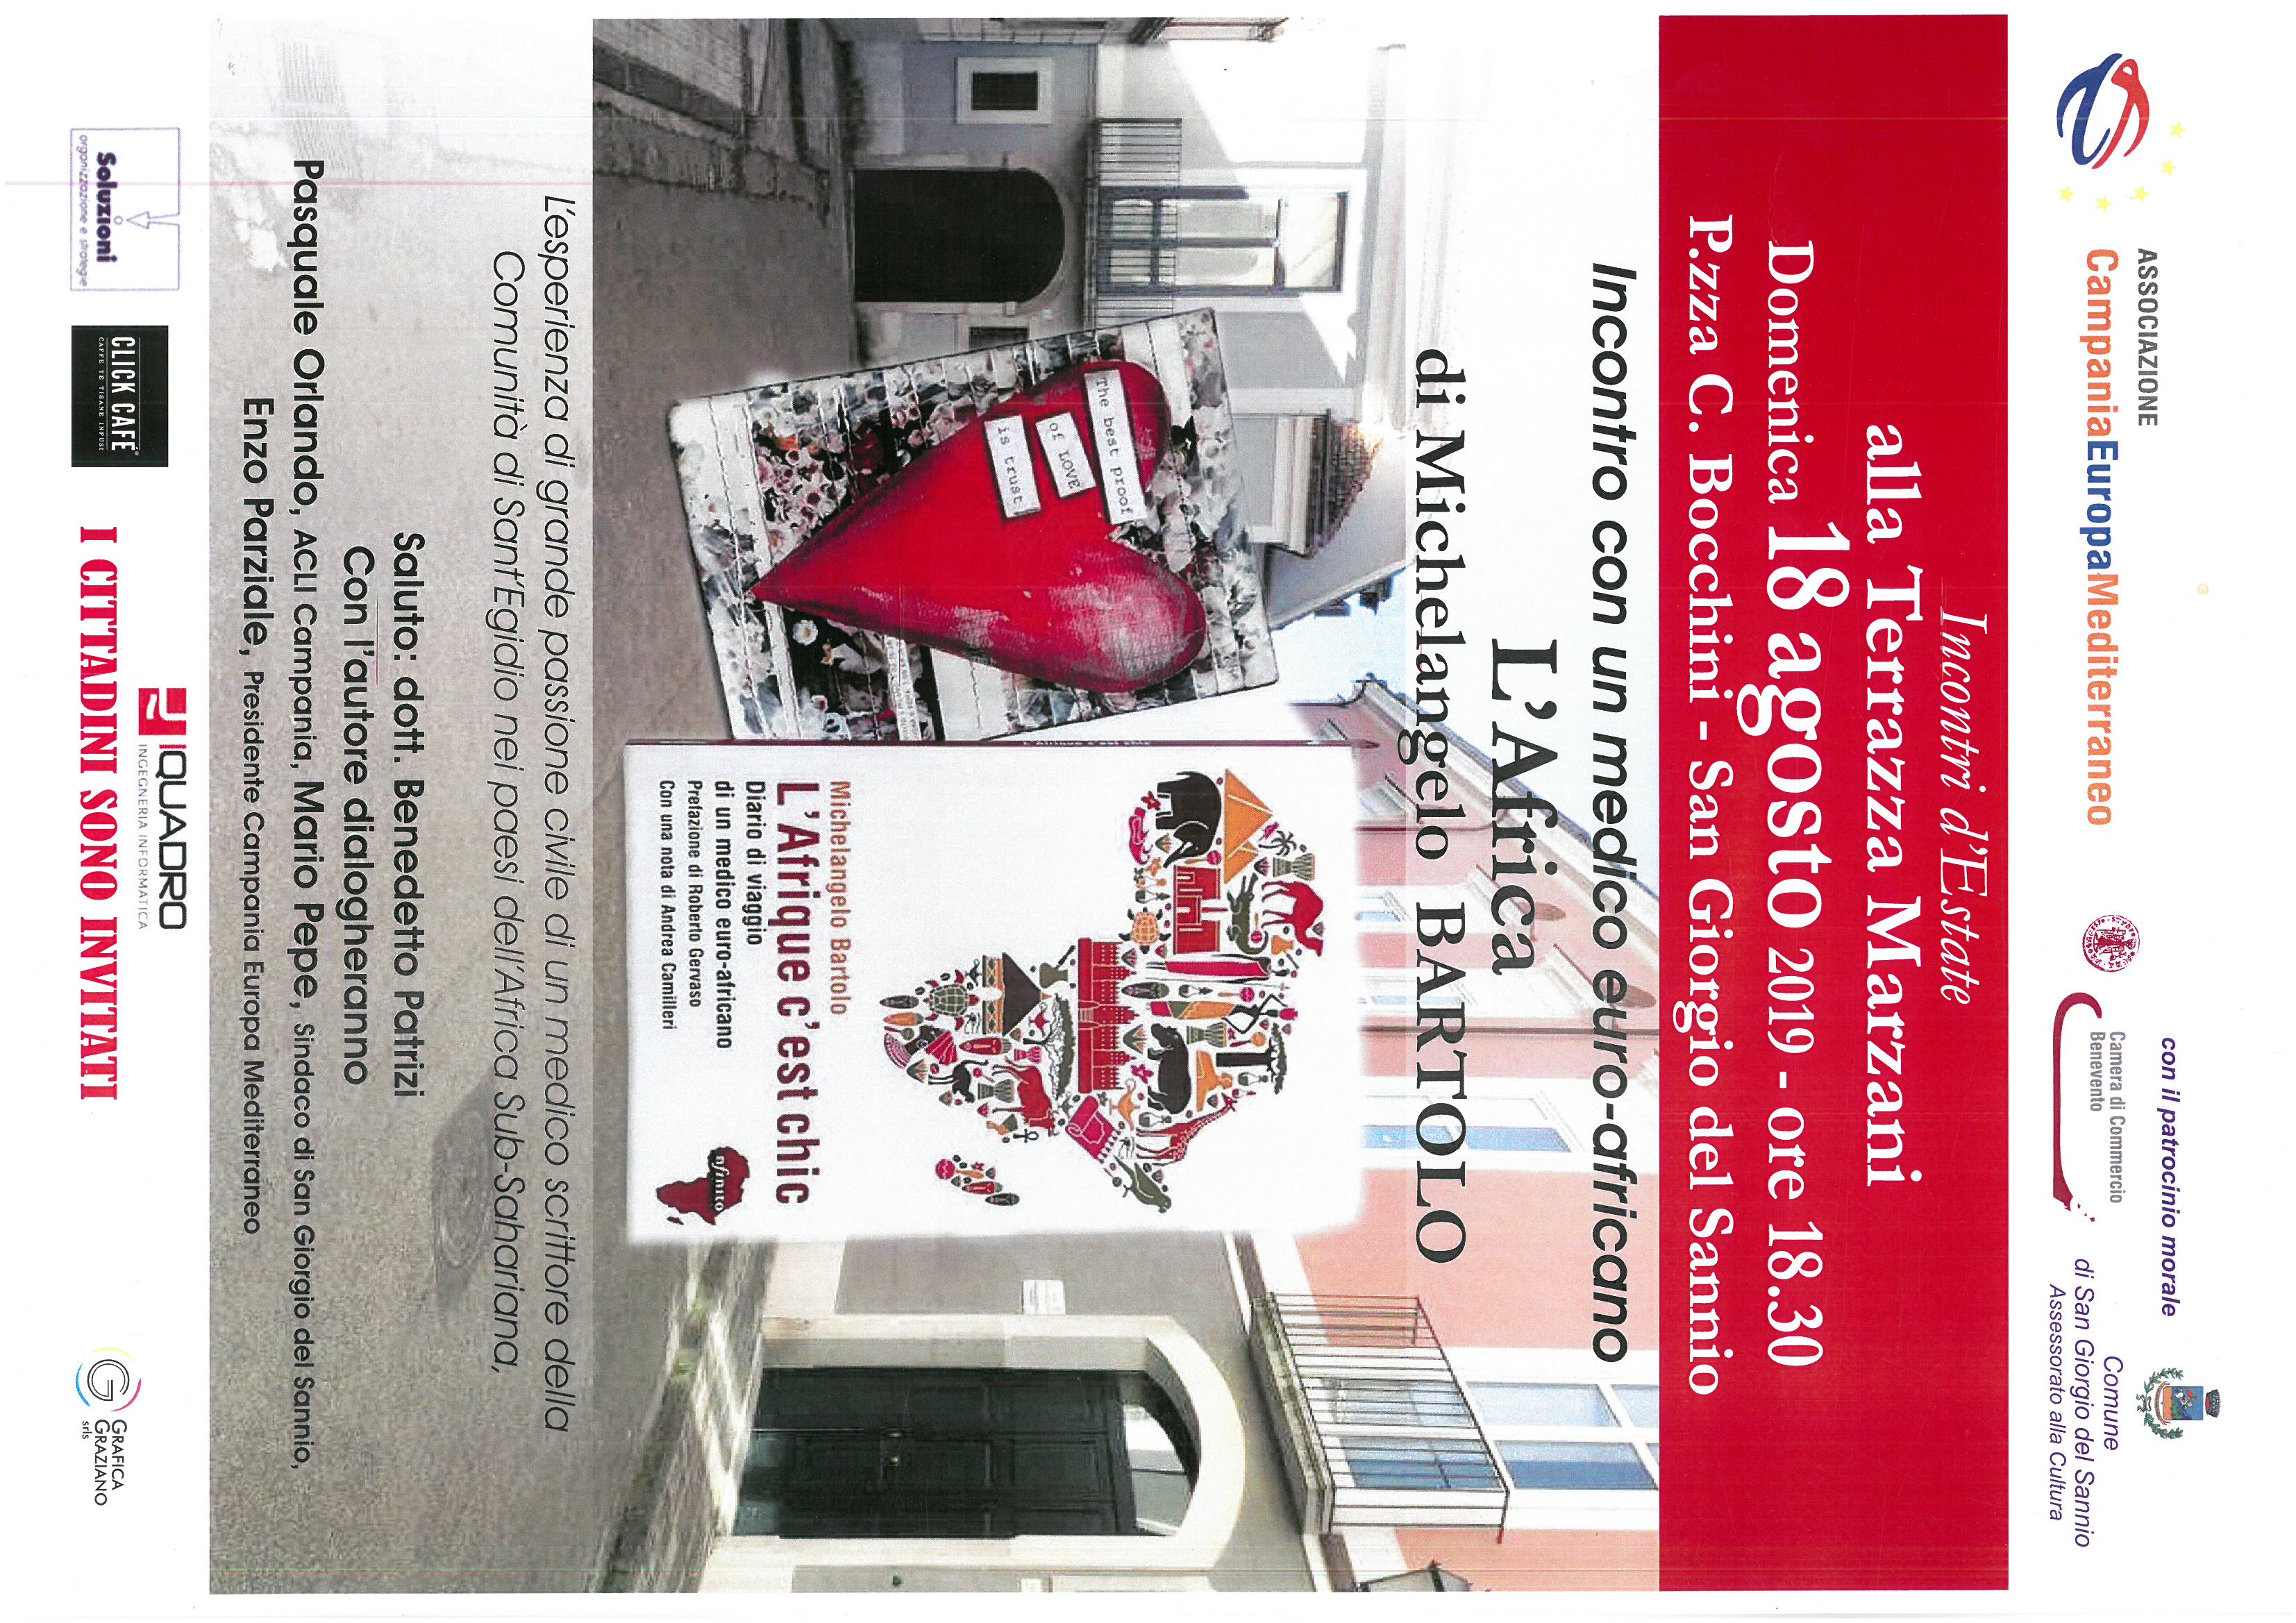 ASSOCIAZIONE
CampaniaEuropaMediterraneo
con il patrocinio morale
Camera di Commercio
Benevento
Comune
di San Giorgio del Sannio
Assessorato alla Cultura
Incontri d'Estate
alla Terrazza Marzani
Domenica 18 agosto 2019 - ore 18.30
P.zza C. Bocchini - San Giorgio del Sannio
Incontro con un medico euro-africano
L'Africa
di Michelangelo BARTOLO
The best proof
of LOVE
is trust
Michelangelo Bartolo
L'Afrique c'est chic
Diario di viaggio
di un medico euro-africano
Prefazione di Roberto Gervaso
Con una nota di Andrea Camilleri
nfinito
L'esperienza di grande passione civile di un medico scrittore della
Comunità di Sant'Egidio nei paesi dell'Africa Sub-Sahariana,
Saluto: dott. Benedetto Patrizi
Con l'autore dialogheranno
Pasquale Orlando, ACLI Campania, Mario Pepe, Sindaco di San Giorgio del Sannio,
Enzo Parziale, Presidente Campania Europa Mediterraneo
Soluzioni
organizzazione e strategie
CLICK CAFÉ
CAFFE TE TISANE INFUSI
IQUADRO
INGEGNERIA INFORMATICA
I CITTADINI SONO INVITATI
GRAFICA
GRAZIANO
srls